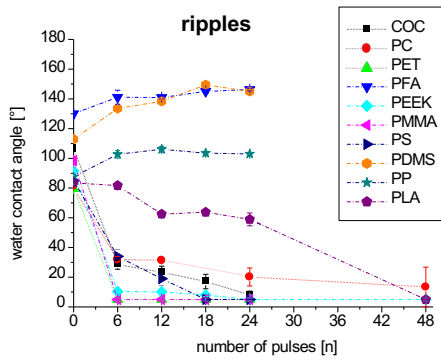 ripples
water contact angle [°]
180
160
140
120
100
80
60
40
20
0
0 6 12 18 24 30 36 42 48
number of pulses [n]
COC
PC
PET
PFA
PEEK
PMMA
PS
PDMS
PP
PLA